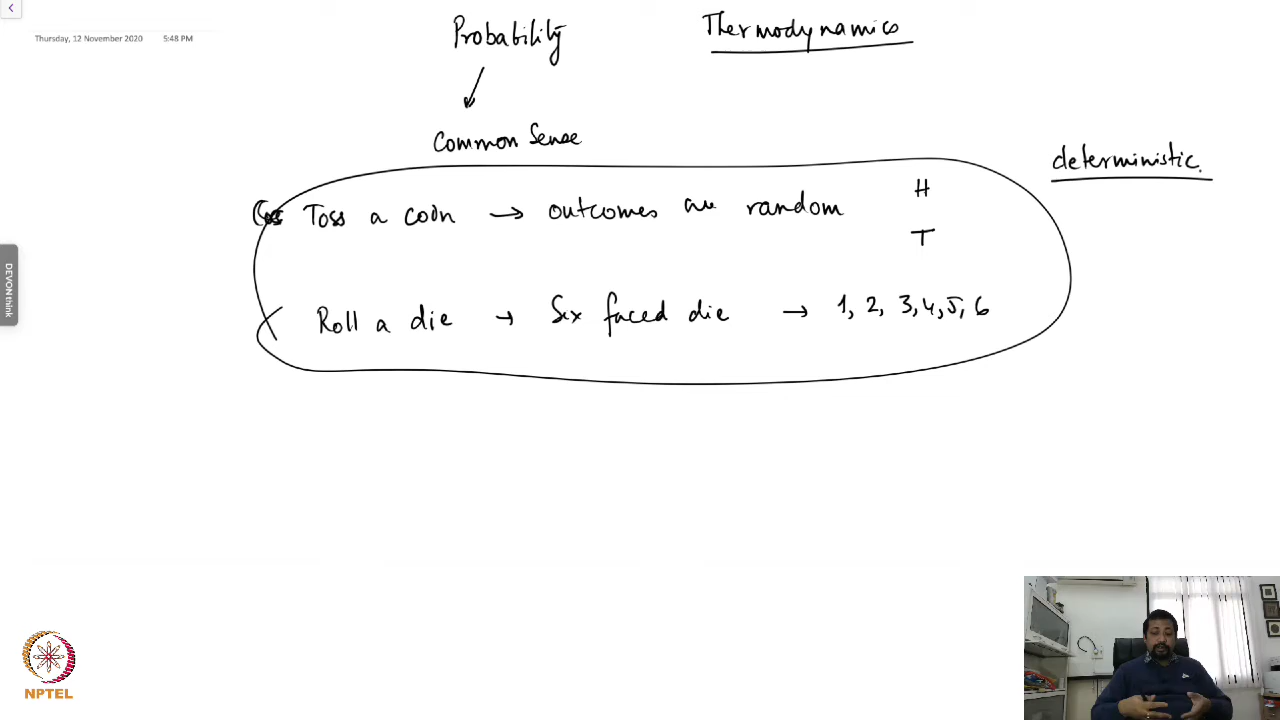 Thursday, 12 November 2020 5:48 PM
Probability Thermodynamics
Common Sense
deterministic.
Toss a coin → outcomes are random H
T
Roll a die → Six faced die → 1, 2, 3, 4, 5, 6
DEVONthink
NPTEL